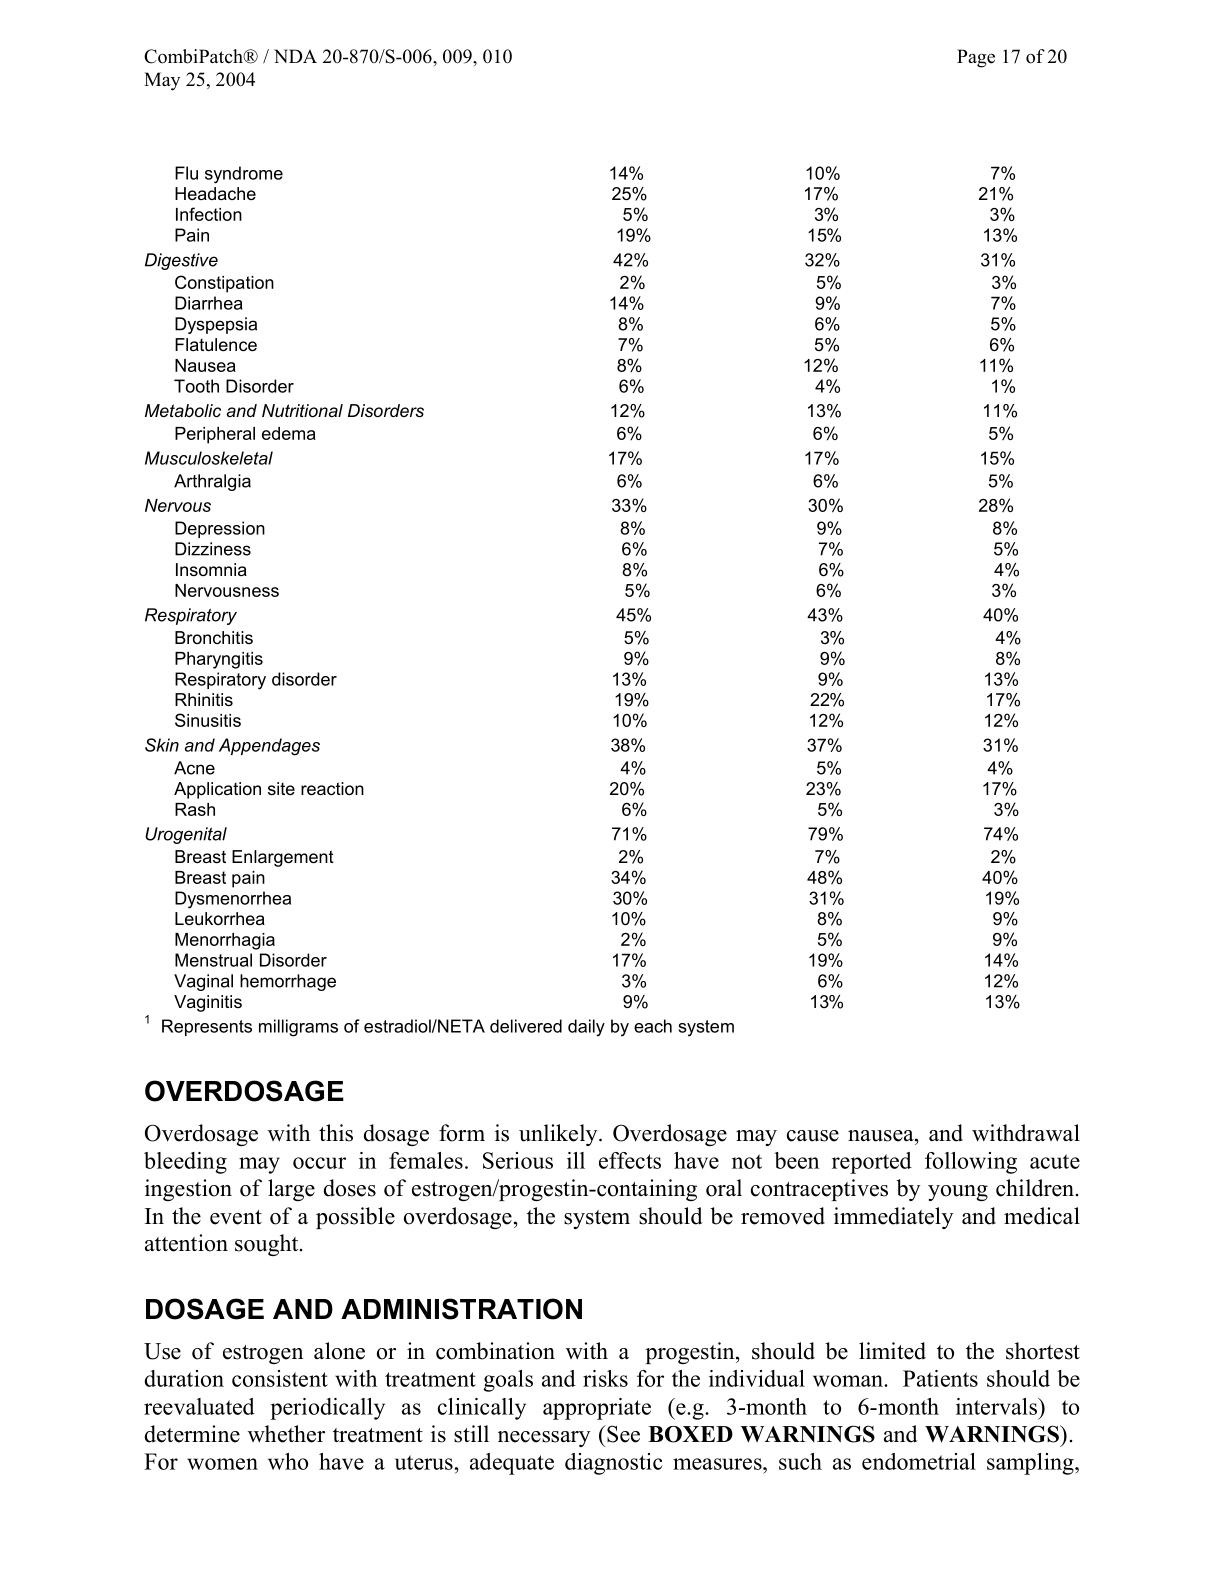 CombiPatch® / NDA 20-870/S-006, 009, 010 Page 17 of 20
May 25, 2004
Flu syndrome 14% 10% 7%
Headache 25% 17% 21%
Infection 5% 3% 3%
Pain 19% 15% 13%
Digestive 42% 32% 31%
Constipation 2% 5% 3%
Diarrhea 14% 9% 7%
Dyspepsia 8% 6% 5%
Flatulence 7% 5% 6%
Nausea 8% 12% 11%
Tooth Disorder 6% 4% 1%
Metabolic and Nutritional Disorders 12% 13% 11%
Peripheral edema 6% 6% 5%
Musculoskeletal 17% 17% 15%
Arthralgia 6% 6% 5%
Nervous 33% 30% 28%
Depression 8% 9% 8%
Dizziness 6% 7% 5%
Insomnia 8% 6% 4%
Nervousness 5% 6% 3%
Respiratory 45% 43% 40%
Bronchitis 5% 3% 4%
Pharyngitis 9% 9% 8%
Respiratory disorder 13% 9% 13%
Rhinitis 19% 22% 17%
Sinusitis 10% 12% 12%
Skin and Appendages 38% 37% 31%
Acne 4% 5% 4%
Application site reaction 20% 23% 17%
Rash 6% 5% 3%
Urogenital 71% 79% 74%
Breast Enlargement 2% 7% 2%
Breast pain 34% 48% 40%
Dysmenorrhea 30% 31% 19%
Leukorrhea 10% 8% 9%
Menorrhagia 2% 5% 9%
Menstrual Disorder 17% 19% 14%
Vaginal hemorrhage 3% 6% 12%
Vaginitis 9% 13% 13%
1 Represents milligrams of estradiol/NETA delivered daily by each system
OVERDOSAGE
Overdosage with this dosage form is unlikely. Overdosage may cause nausea, and withdrawal
bleeding may occur in females. Serious ill effects have not been reported following acute
ingestion of large doses of estrogen/progestin-containing oral contraceptives by young children.
In the event of a possible overdosage, the system should be removed immediately and medical
attention sought.
DOSAGE AND ADMINISTRATION
Use of estrogen alone or in combination with a progestin, should be limited to the shortest
duration consistent with treatment goals and risks for the individual woman. Patients should be
reevaluated periodically as clinically appropriate (e.g. 3-month to 6-month intervals) to
determine whether treatment is still necessary (See BOXED WARNINGS and WARNINGS).
For women who have a uterus, adequate diagnostic measures, such as endometrial sampling,